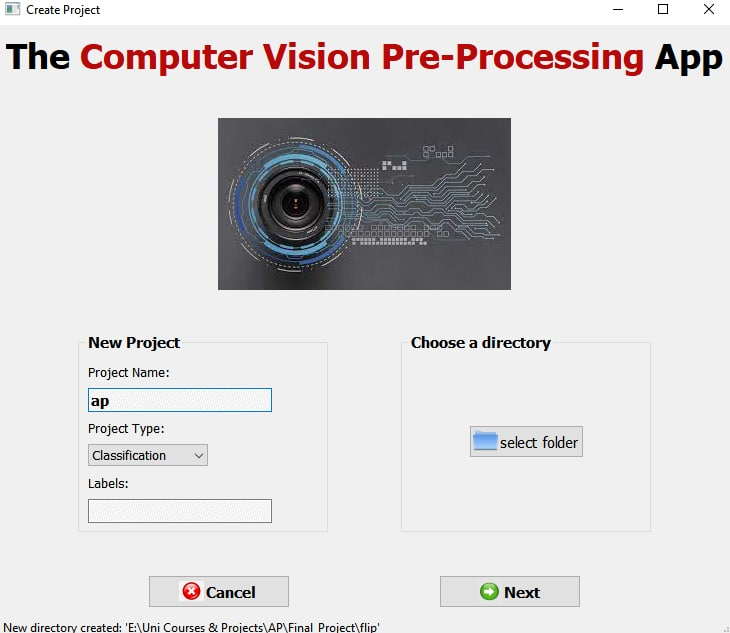 Create Project
The Computer Vision Pre-Processing App
New Project
Project Name:
ap
Project Type:
Classification
Labels:
Choose a directory
select folder
Cancel
Next
New directory created: 'E:\Uni Courses & Projects\AP\Final_Project\flip'